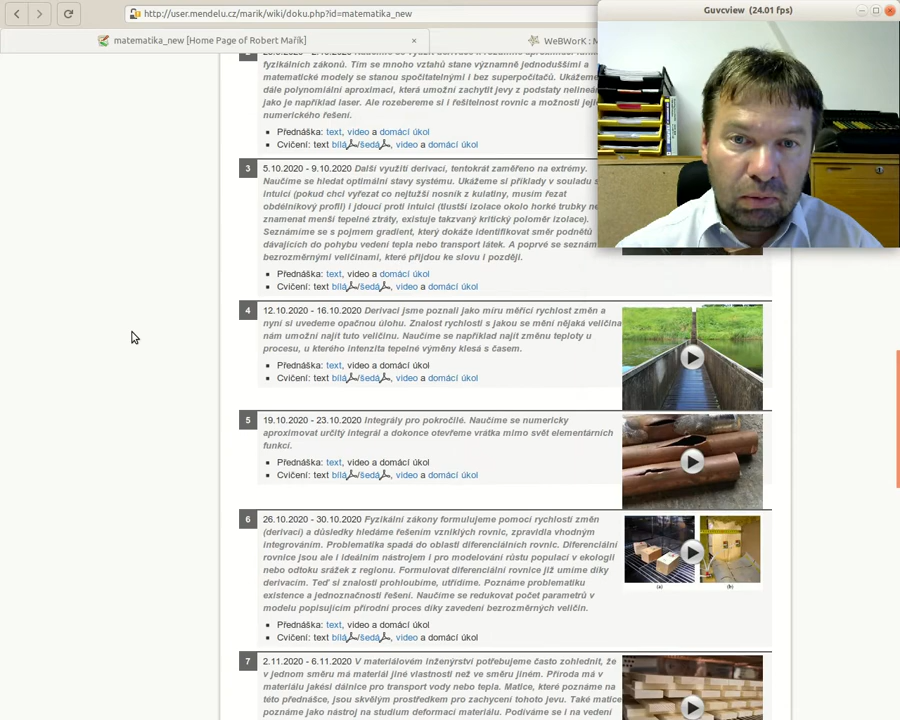 http://user.mendelu.cz/marik/wiki/doku.php?id=matematika_new
Guvcview (24.01 fps)
matematika_new [Home Page of Robert Mařík]
×
WeBWorK : M
fyzikálních zákonů. Tím se mnoho vztahů stane významně jednoduššími a
matematické modely se stanou spočitatelnými i bez superpočítačů. Ukážeme
dále polynomiální aproximaci, která umožní zachytit jevy z podstaty nelineár
jako je například laser. Ale rozebereme si i řešitelnost rovnic a možnosti jeji
numerického řešení.
Přednáška: text, video a domácí úkol
Cvičení: text bílá/šedá, video a domácí úkol
3 5.10.2020 - 9.10.2020 Další využití derivací, tentokrát zaměřeno na extrémy.
Naučíme se hledat optimální stavy systému. Ukážeme si příklady v souladu s
intuicí (pokud chci vyřezat co nejtužší nosník z kulatiny, musím řezat
obdélníkový profil) i jdoucí proti intuici (tlustší izolace okolo horké trubky ne
znamenat menší tepelné ztráty, existuje takzvaný kritický poloměr izolace).
Seznámíme se s pojmem gradient, který dokáže identifikovat směr podnětů
dávajících do pohybu vedení tepla nebo transport látek. A poprvé se seznám
bezrozměrnými veličinami, které přijdou ke slovu i později.
Přednáška: text, video a domácí úkol
Cvičení: text bílá/šedá, video a domácí úkol
4 12.10.2020 - 16.10.2020 Derivaci jsme poznali jako míru měřící rychlost změn a
nyní si uvedeme opačnou úlohu. Znalost rychlosti s jakou se mění nějaká veličina
nám umožní najít tuto veličinu. Naučíme se například najít změnu teploty u
procesu, u kterého intenzita tepelné výměny klesá s časem.
Přednáška: text, video a domácí úkol
Cvičení: text bílá/šedá, video a domácí úkol
5 19.10.2020 - 23.10.2020 Integrály pro pokročilé. Naučíme se numericky
aproximovat určitý integrál a dokonce otevřeme vrátka mimo svět elementárních
funkcí.
Přednáška: text, video a domácí úkol
Cvičení: text bílá/šedá, video a domácí úkol
6 26.10.2020 - 30.10.2020 Fyzikální zákony formulujeme pomocí rychlostí změn
(derivací) a důsledky hledáme řešením vzniklých rovnic, zpravidla vhodným
integrováním. Problematika spadá do oblasti diferenciálních rovnic. Diferenciální
rovnice jsou ale i ideálním nástrojem i pro modelování růstu populací v ekologii
nebo odtoku srážek z regionu. Formulovat diferenciální rovnice již umíme díky
derivacím. Teď si znalosti prohloubíme, utřídíme. Poznáme problematiku
existence a jednoznačnosti řešení. Naučíme se redukovat počet parametrů v
modelu popisujícím přírodní proces díky zavedení bezrozměrných veličin.
(a) (b)
Přednáška: text, video a domácí úkol
Cvičení: text bílá/šedá, video a domácí úkol
7 2.11.2020 - 6.11.2020 V materiálovém inženýrství potřebujeme často zohlednit, že
v jednom směru má materiál jiné vlastnosti než ve směru jiném. Příroda má v
materiálu jakési dálnice pro transport vody nebo tepla. Matice, které poznáme na
této přednášce, jsou skvělým prostředkem pro zachycení tohoto jevu. Také matice
poznáme jako nástroj na studium deformací materiálu. Podíváme se i na vedení